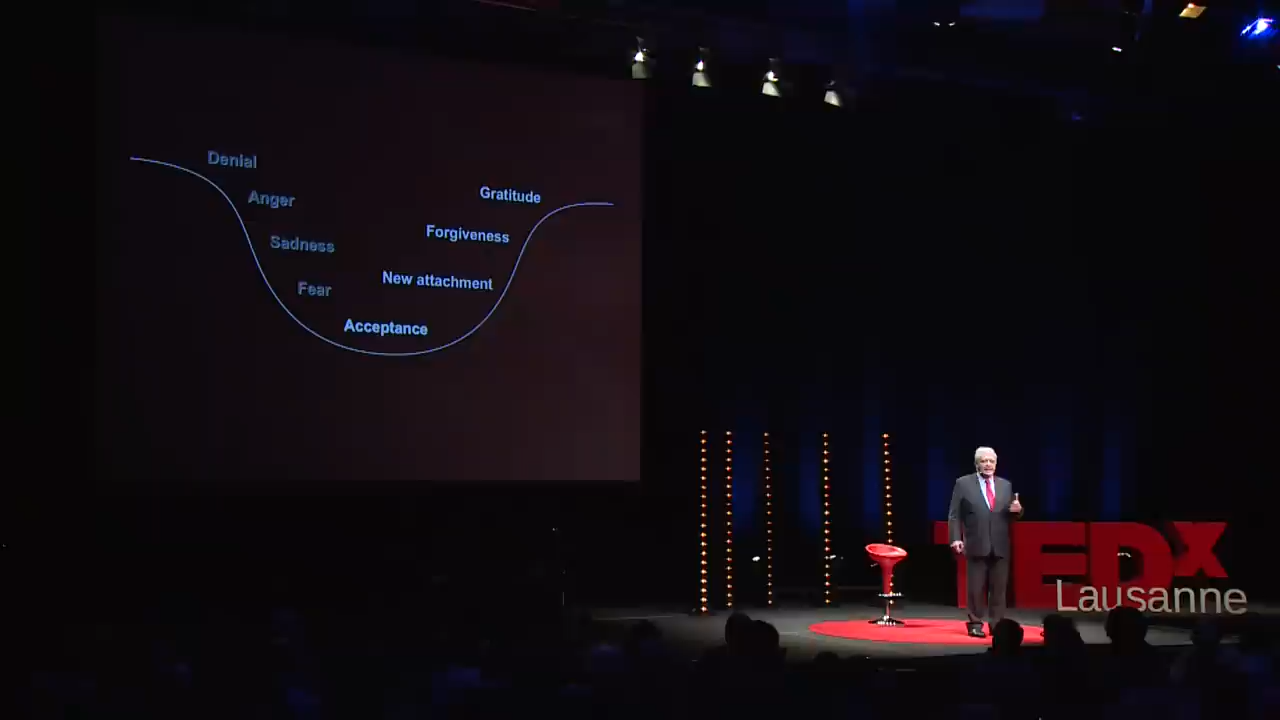 Denial
Anger
Sadness
Fear
Acceptance
New attachment
Forgiveness
Gratitude
TEDx
Lausanne